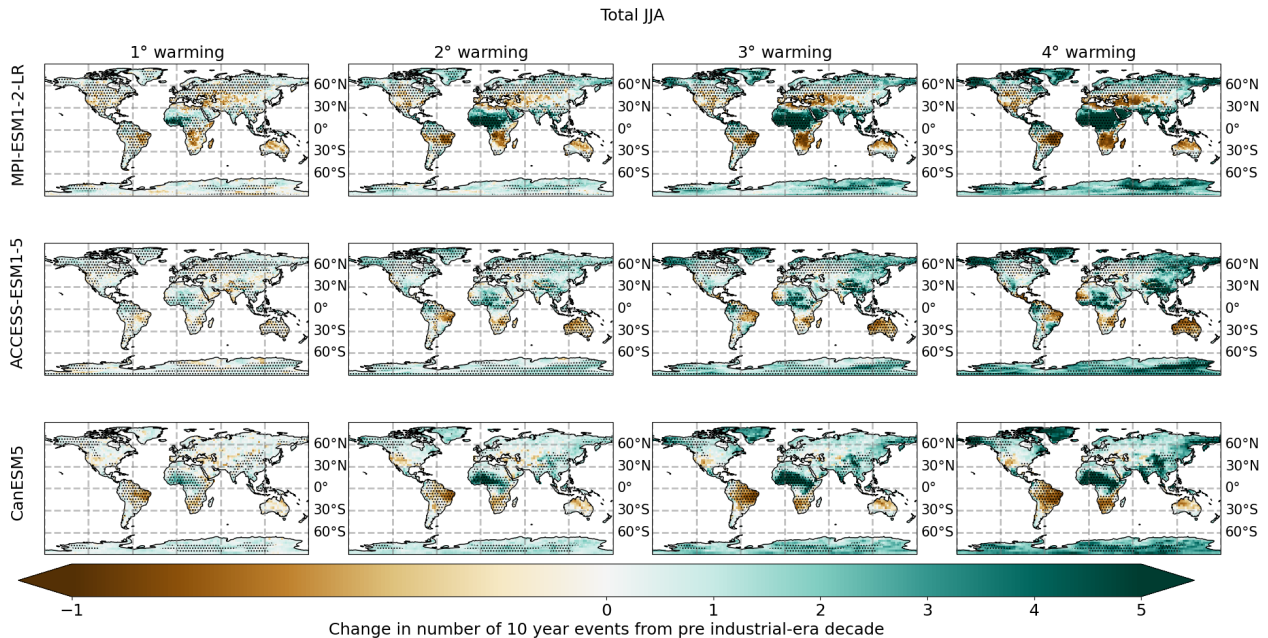 Total JJA
1° warming 2° warming 3° warming 4° warming
MPI-ESM1-2-LR
60°N 60°N 60°N 60°N
30°N 30°N 30°N 30°N
0° 0° 0° 0°
30°S 30°S 30°S 30°S
60°S 60°S 60°S 60°S
ACCESS-ESM1-5
60°N 60°N 60°N 60°N
30°N 30°N 30°N 30°N
0° 0° 0° 0°
30°S 30°S 30°S 30°S
60°S 60°S 60°S 60°S
CanESM5
60°N 60°N 60°N 60°N
30°N 30°N 30°N 30°N
0° 0° 0° 0°
30°S 30°S 30°S 30°S
60°S 60°S 60°S 60°S
−1 0 1 2 3 4 5
Change in number of 10 year events from pre industrial-era decade